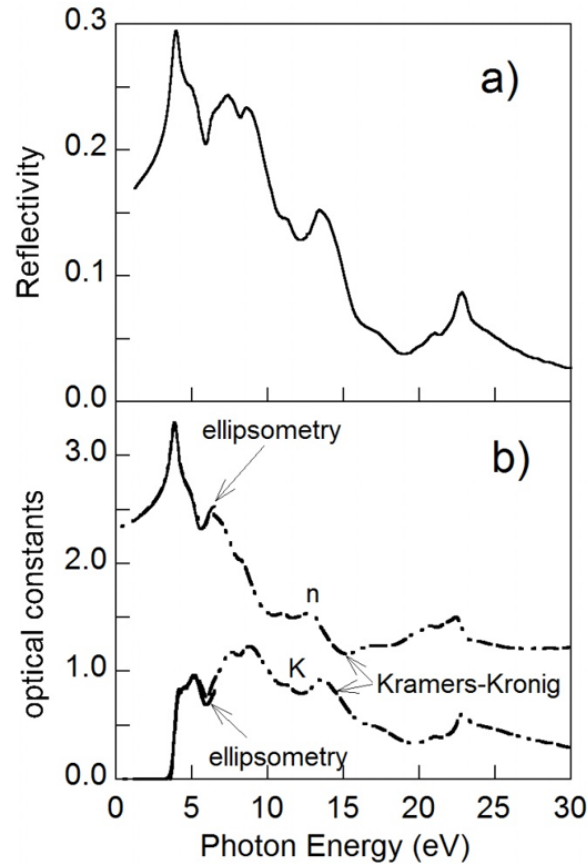 0.3
a)
0.2
Reflectivity
0.1
0.0
3.0
ellipsometry
b)
2.0
optical constants
n
1.0
K
Kramers-Kronig
ellipsometry
0.0
0 5 10 15 20 25 30
Photon Energy (eV)